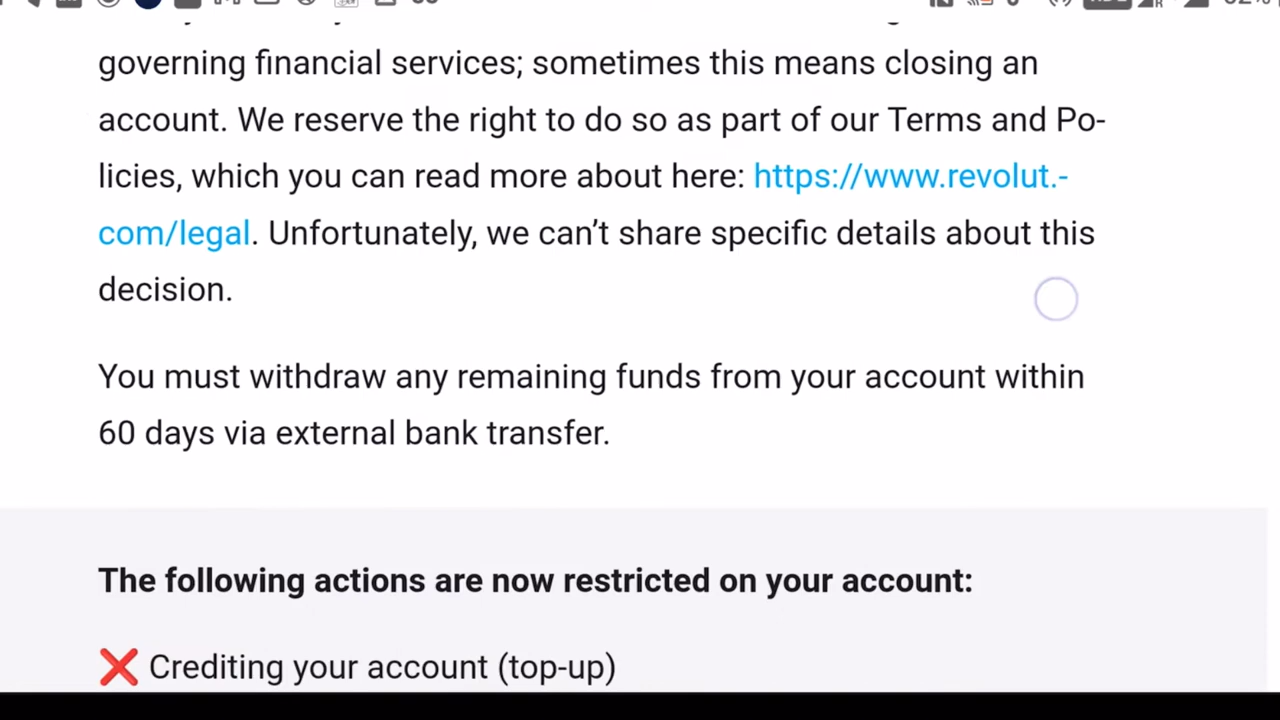 governing financial services; sometimes this means closing an
account. We reserve the right to do so as part of our Terms and Po-
licies, which you can read more about here: https://www.revolut.-
com/legal. Unfortunately, we can’t share specific details about this
decision.
You must withdraw any remaining funds from your account within
60 days via external bank transfer.
The following actions are now restricted on your account:
❌ Crediting your account (top-up)